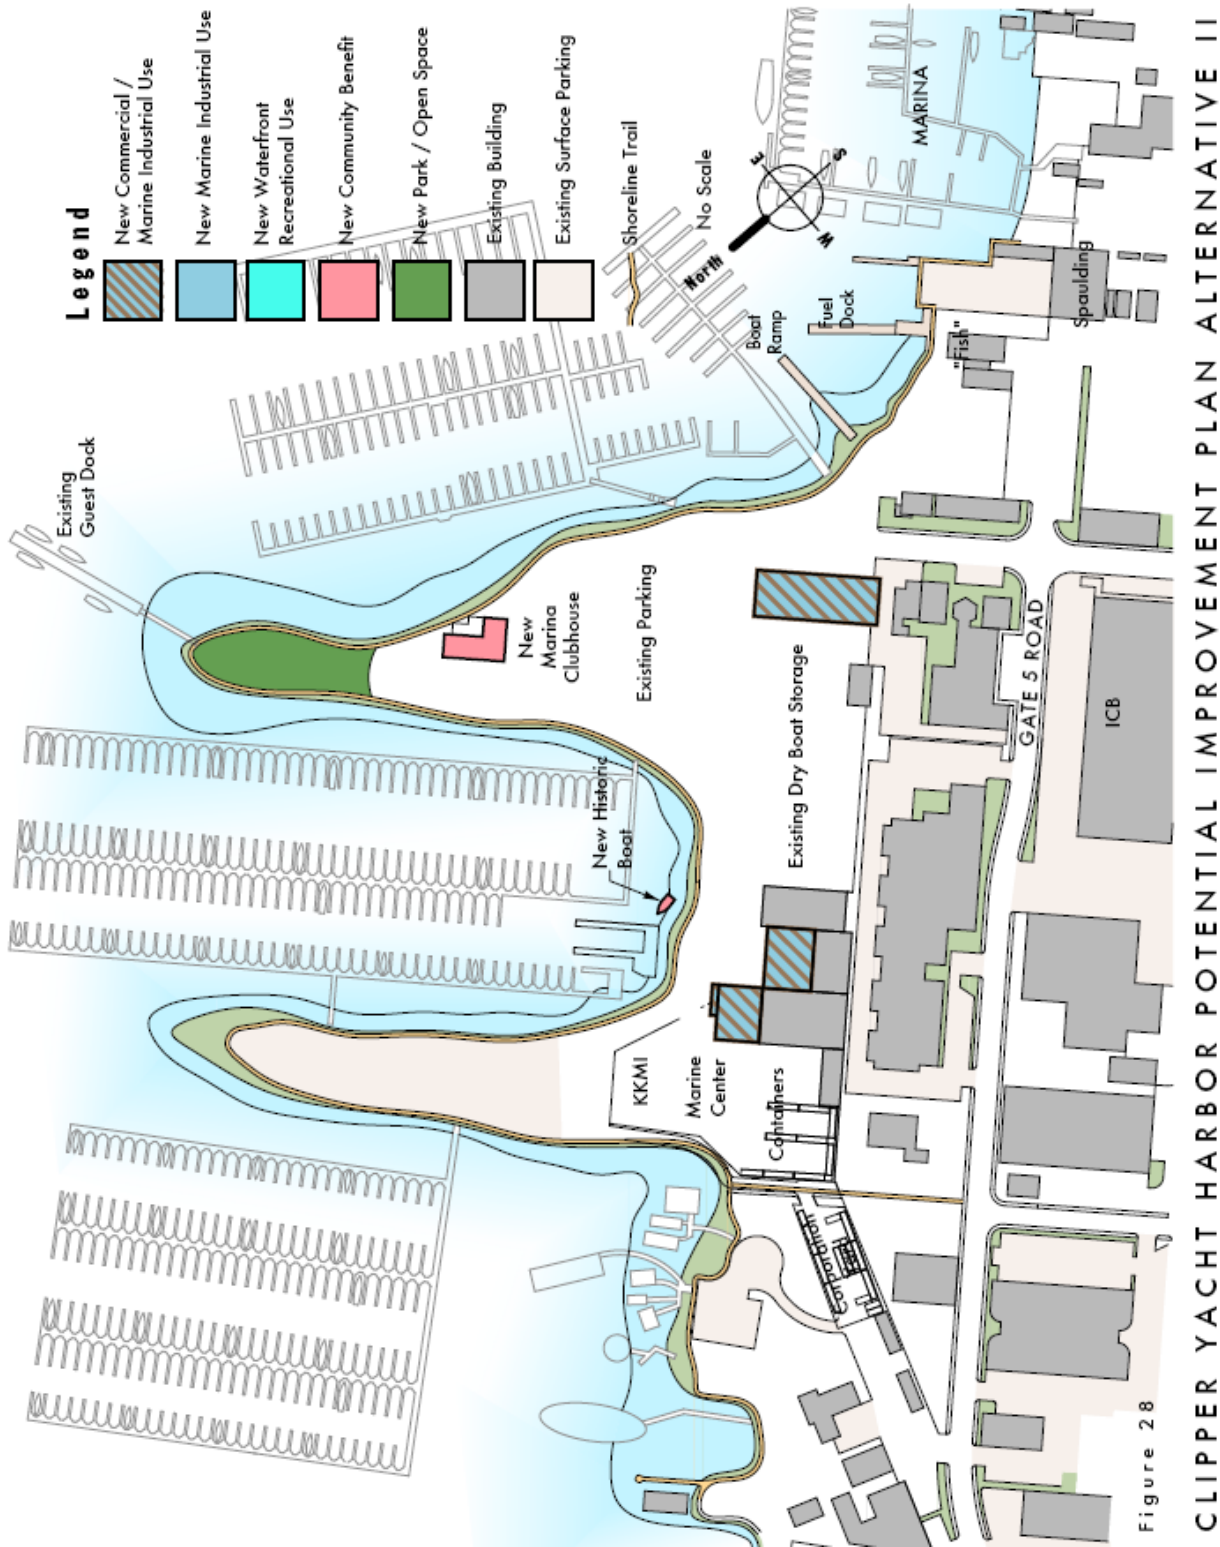 Legend
New Commercial /
Marine Industrial Use
New Marine Industrial Use
New Waterfront
Recreational Use
New Community Benefit
New Park / Open Space
Existing Building
Existing Surface Parking
Shoreline Trail
No Scale
North
E
S
W
MARINA
Existing
Guest Dock
Boat
Ramp
Fuel
Dock
"Fish"
Spaulding
New
Marina
Clubhouse
Existing Parking
New Historic
Boat
Existing Dry Boat Storage
GATE 5 ROAD
ICB
KKMI
Marine
Center
Containers
Corporation
Figure 28
CLIPPER YACHT HARBOR POTENTIAL IMPROVEMENT PLAN ALTERNATIVE II